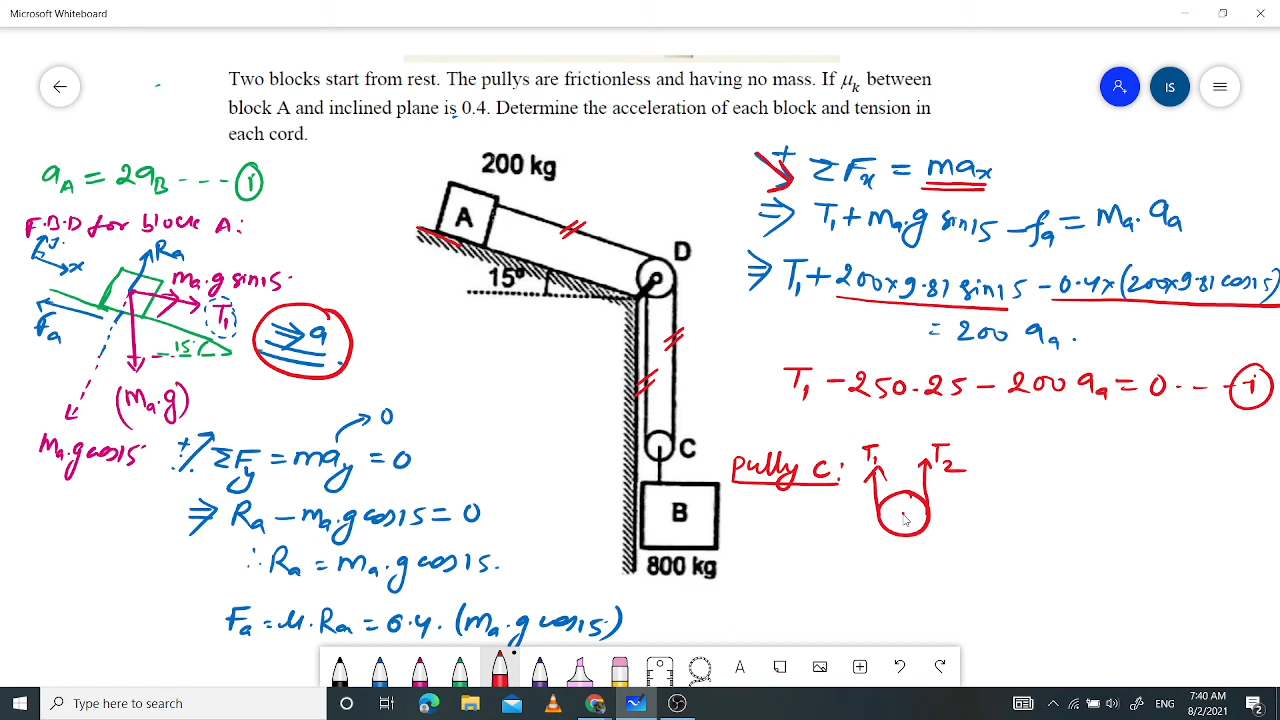 Microsoft Whiteboard
IS
Two blocks start from rest. The pullys are frictionless and having no mass. If μk between
block A and inclined plane is 0.4. Determine the acceleration of each block and tension in
each cord.
aA = 2aB ---- (i)
F.B.D for block A:
y
x
Ra
ma.g sin15
T1
Fa
15
(ma.g)
ma.g cos15
⇒ a
+ ΣFy = may = 0
0
⇒ Ra - ma.g cos15 = 0
∴ Ra = ma.g cos15.
Fa = μ. Ra = 0.4. (ma.g cos15)
200 kg
A
D
15°
C
B
800 kg
+ ΣFx = max
⇒ T1 + ma.g sin15 - fa = ma.aa
⇒ T1 + 200x9.81 sin15 - 0.4x(200x9.81 cos15)
= 200 aa.
T1 - 250.25 - 200 aa = 0 ---- (i)
pully C:
T1
T2
A
Type here to search
ENG
7:40 AM
8/2/2021
2